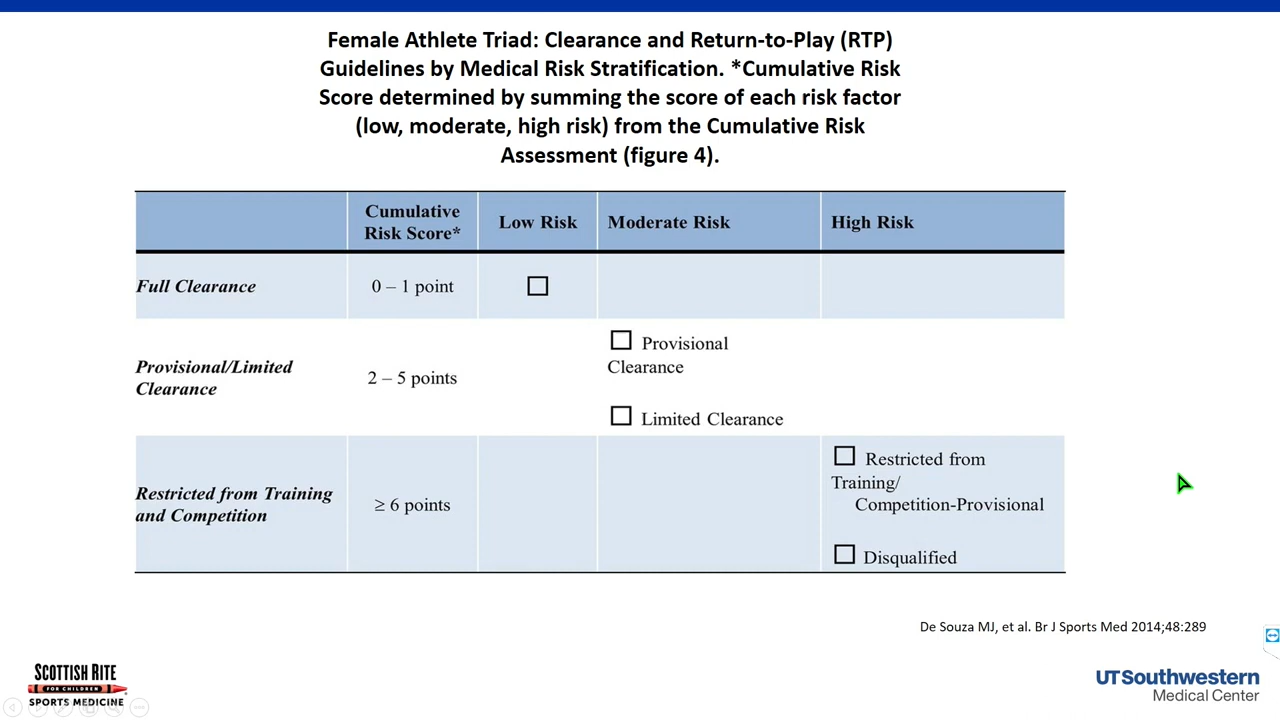 Female Athlete Triad: Clearance and Return-to-Play (RTP)
Guidelines by Medical Risk Stratification. *Cumulative Risk
Score determined by summing the score of each risk factor
(low, moderate, high risk) from the Cumulative Risk
Assessment (figure 4).
Cumulative
Risk Score*
Low Risk
Moderate Risk
High Risk
Full Clearance
0 – 1 point
Provisional/Limited
Clearance
2 – 5 points
Provisional
Clearance
Limited Clearance
Restricted from Training
and Competition
≥ 6 points
Restricted from
Training/
Competition-Provisional
Disqualified
De Souza MJ, et al. Br J Sports Med 2014;48:289
SCOTTISH RITE
FOR CHILDREN
SPORTS MEDICINE
UTSouthwestern
Medical Center